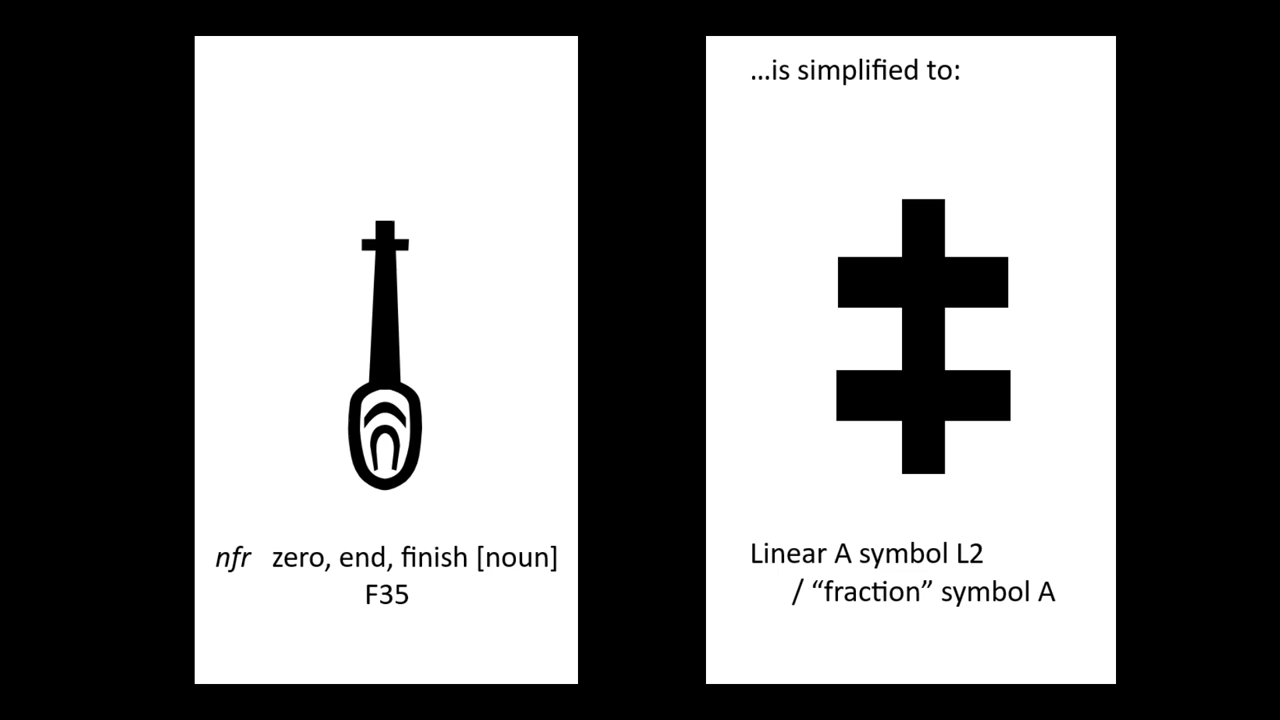 nfr zero, end, finish [noun]
F35
...is simplified to:
Linear A symbol L2
/ “fraction” symbol A